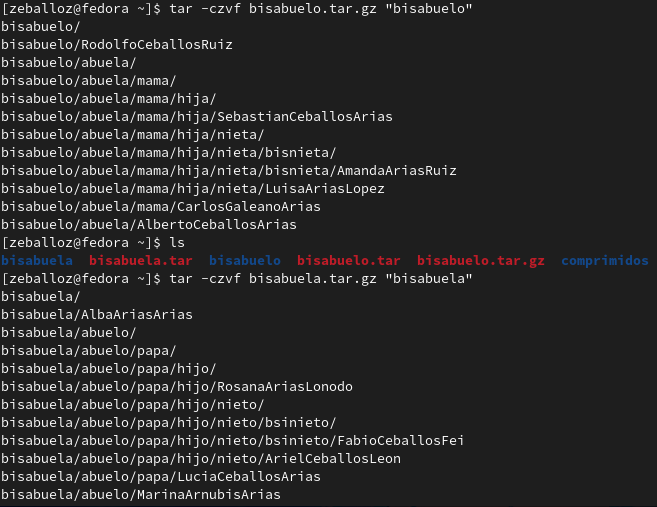 [zeballoz@fedora ~]$ tar -czvf bisabuelo.tar.gz "bisabuelo"
bisabuelo/
bisabuelo/RodolfoCeballosRuiz
bisabuelo/abuela/
bisabuelo/abuela/mama/
bisabuelo/abuela/mama/hija/
bisabuelo/abuela/mama/hija/SebastianCeballosArias
bisabuelo/abuela/mama/hija/nieta/
bisabuelo/abuela/mama/hija/nieta/bisnieta/
bisabuelo/abuela/mama/hija/nieta/bisnieta/AmandaAriasRuiz
bisabuelo/abuela/mama/hija/nieta/LuisaAriasLopez
bisabuelo/abuela/mama/CarlosGaleanoArias
bisabuelo/abuela/AlbertoCeballosArias
[zeballoz@fedora ~]$ ls
bisabuela  bisabuela.tar  bisabuelo  bisabuelo.tar  bisabuelo.tar.gz  comprimidos
[zeballoz@fedora ~]$ tar -czvf bisabuela.tar.gz "bisabuela"
bisabuela/
bisabuela/AlbaAriasArias
bisabuela/abuelo/
bisabuela/abuelo/papa/
bisabuela/abuelo/papa/hijo/
bisabuela/abuelo/papa/hijo/RosanaAriasLonodo
bisabuela/abuelo/papa/hijo/nieto/
bisabuela/abuelo/papa/hijo/nieto/bsinieto/
bisabuela/abuelo/papa/hijo/nieto/bsinieto/FabioCeballosFei
bisabuela/abuelo/papa/hijo/nieto/ArielCeballosLeon
bisabuela/abuelo/papa/LuciaCeballosArias
bisabuela/abuelo/MarinaArnubisArias